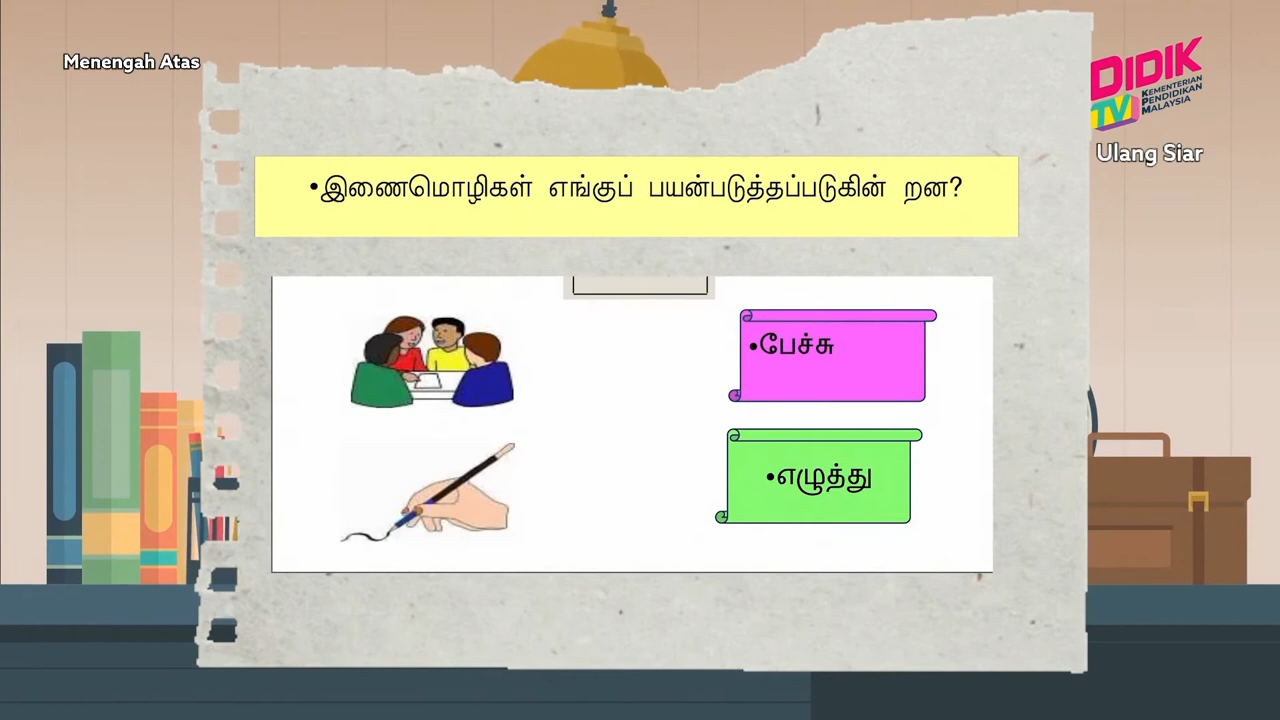 Menengah Atas
DIDIK
TV
KEMENTERIAN
PENDIDIKAN
MALAYSIA
Ulang Siar
•இணைமொழிகள் எங்குப் பயன்படுத்தப்படுகின் றன?
•பேச்சு
•எழுத்து